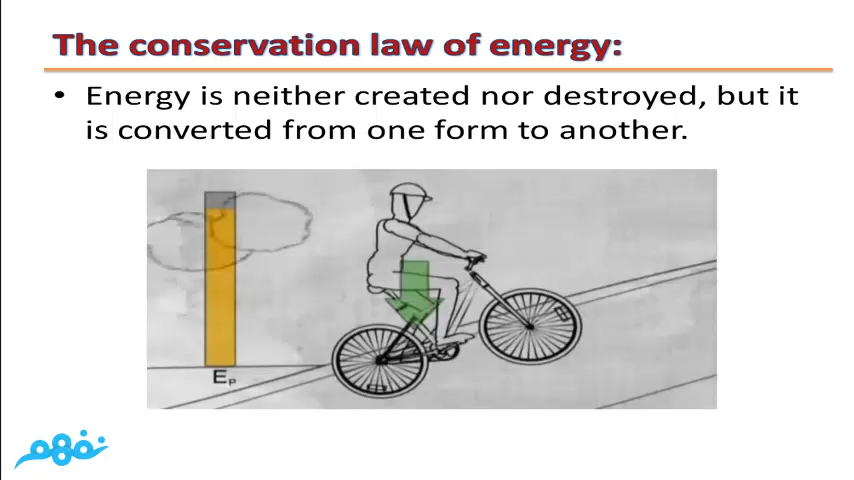 The conservation law of energy:
• Energy is neither created nor destroyed, but it
is converted from one form to another.
Ep
نفهم